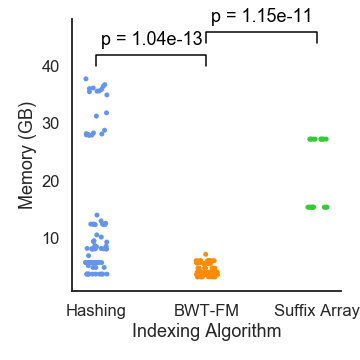 p = 1.15e-11
p = 1.04e-13
40
30
20
10
Memory (GB)
Hashing BWT-FM Suffix Array
Indexing Algorithm